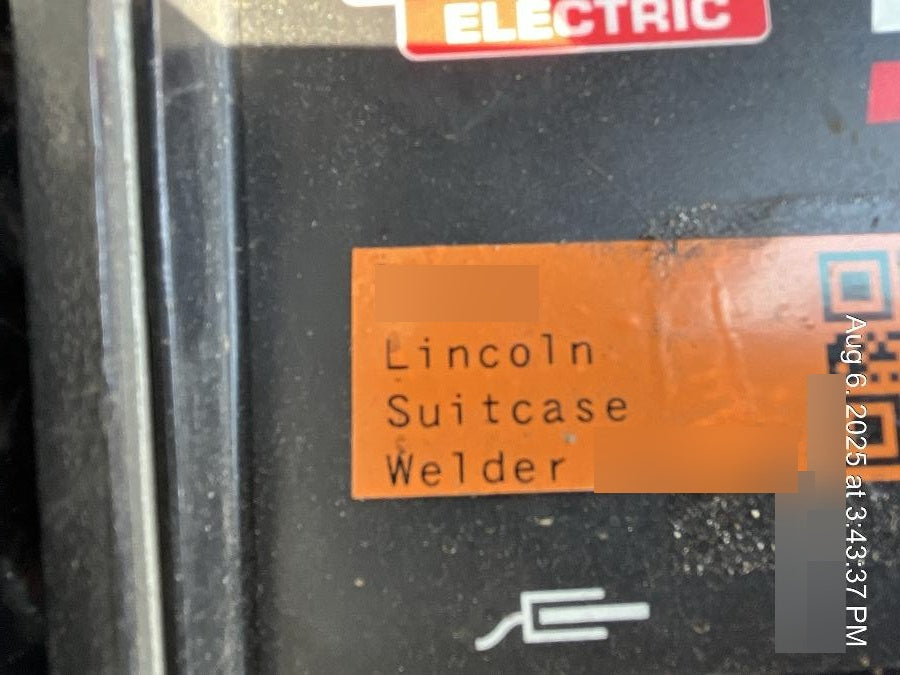 ELECTRIC
Lincoln
Suitcase
Welder
Aug 6, 2025 at 3:43:37 PM